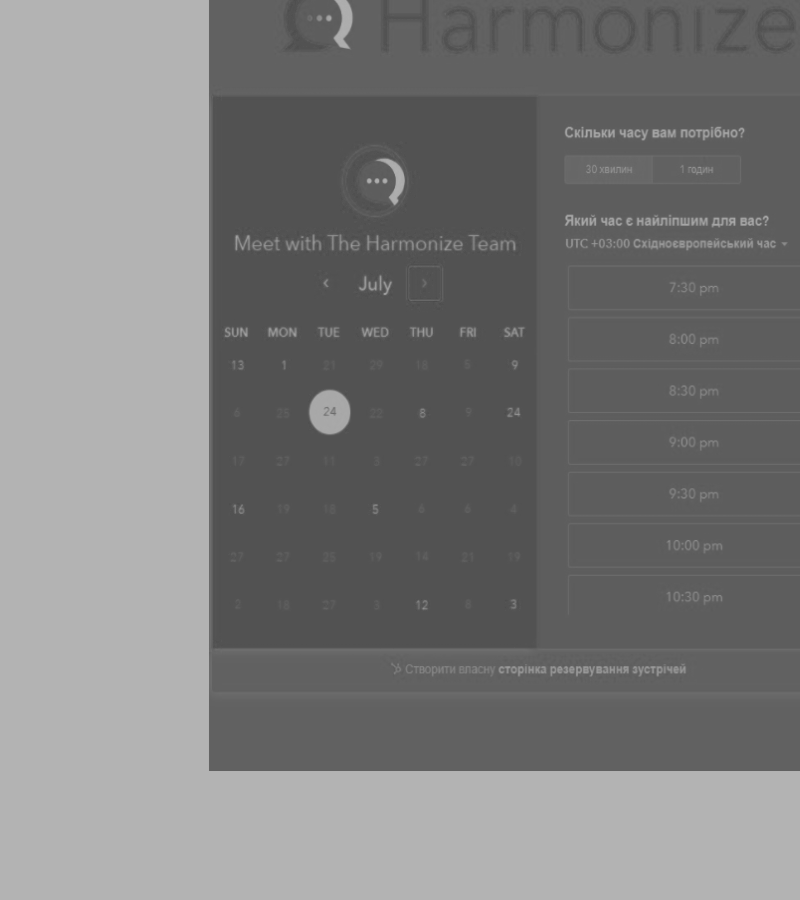 Harmonize
Meet with The Harmonize Team
July
SUN MON TUE WED THU FRI SAT
13 1 21 29 16 5 9
6 25 24 22 8 9 24
17 27 11 3 27 27
16 19 16 5 6 6 4
27 27 25 19 14 21 19
2 16 27 3 12 8 3
Скільки часу вам потрібно?
30 хвилин 1 годин
Який час є найліпшим для вас?
UTC +03:00 Східноєвропейський час
7:30 pm
8:00 pm
8:30 pm
9:00 pm
9:30 pm
10:00 pm
10:30 pm
Створити власну сторінка резервування зустрічей